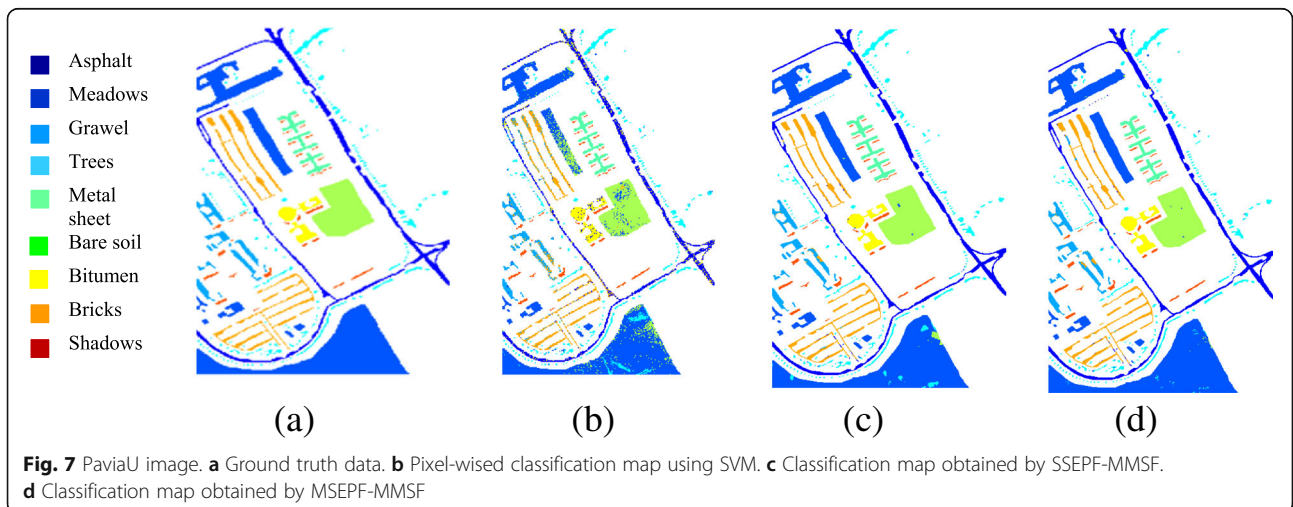 Asphalt
Meadows
Grawel
Trees
Metal
sheet
Bare soil
Bitumen
Bricks
Shadows
(a)
(b)
(c)
(d)
Fig. 7 PaviaU image. a Ground truth data. b Pixel-wised classification map using SVM. c Classification map obtained by SSEPF-MMSF.
d Classification map obtained by MSEPF-MMSF